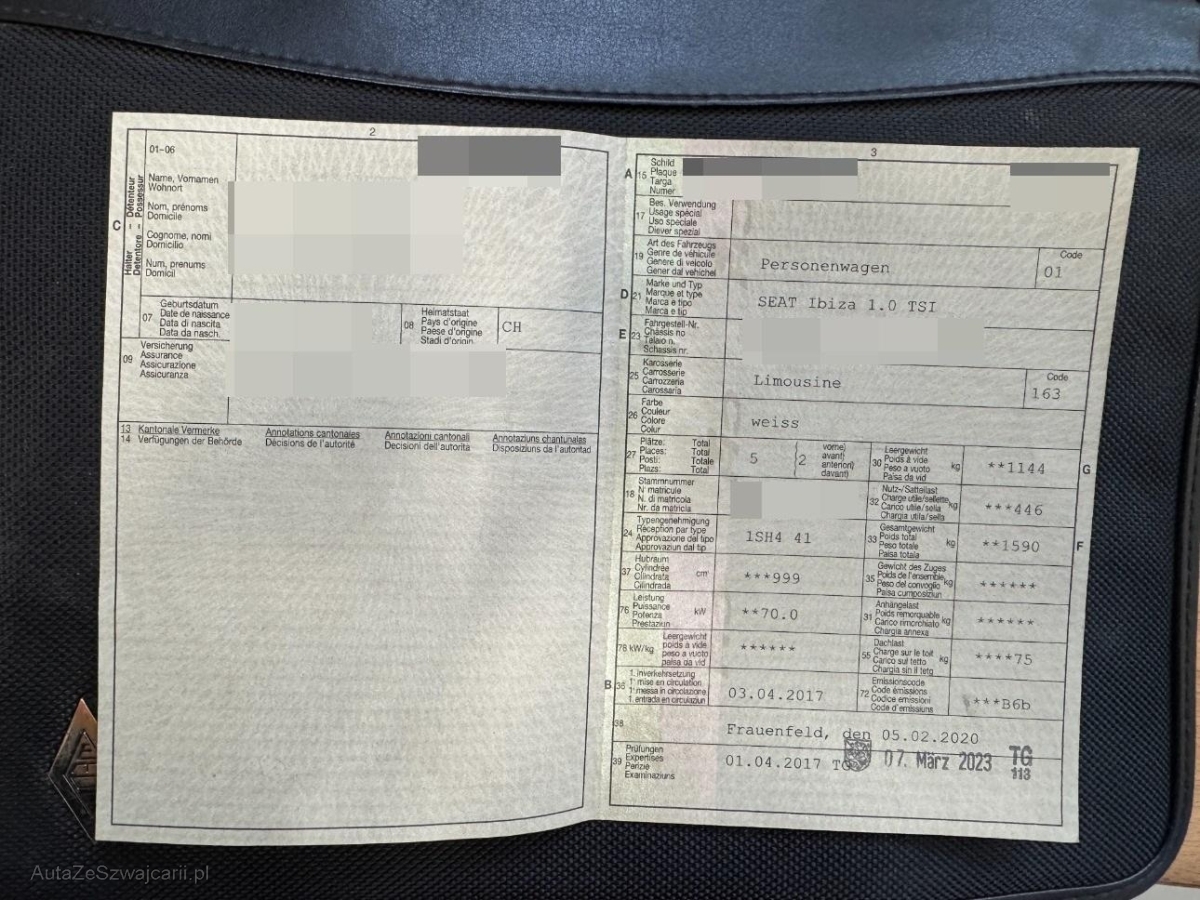 2
01-06
C
Halter - Détenteur
Detentore - Possessur
Name, Vornamen
Wohnort
Nom, prénoms
Domicile
Cognome, nomi
Domicilio
Num, prenums
Domicil
07
Geburtsdatum
Date de naissance
Data di nascita
Data da nasch.
08
Heimatstaat
Pays d'origine
Paese d'origine
Stadi d'origin.
CH
09
Versicherung
Assurance
Assicurazione
Assicuranza
13 Kantonale Vermerke Annotations cantonales Annotazioni cantonali Annotaziuns chantunalas
14 Verfügungen der Behörde Décisions de l'autorité Decisioni dell'autorità Disposiziuns da l'autoritad
3
A 15
Schild
Plaque
Targa
Numer
17
Bes. Verwendung
Usage spécial
Uso speciale
Diever spezial
19
Art des Fahrzeugs
Genre de véhicule
Genere di veicolo
Gener dal vehichel
Personenwagen
Code
01
D 21
Marke und Typ
Marque et type
Marca e tipo
Marca e tip
SEAT Ibiza 1.0 TSI
E 23
Fahrgestell-Nr.
Châssis no
Telaio n.
Schassis nr.
25
Karosserie
Carrosserie
Carrozzeria
Carossaria
Limousine
Code
163
26
Farbe
Couleur
Colore
Colur
weiss
27
Plätze: Total
Places: Total
Posti: Totale
Plazs: Total
5
2
vorne)
avant)
anteriori)
davant)
30
Leergewicht
Poids à vide
Peso a vuoto
Paisa da vid
kg
**1144
G
18
Stammnummer
N matricule
N. di matricola
Nr. da matricla
32
Nutz-/Sattellast
Charge utile/sellette
Carico utile/sella
Chargia utila/sella
kg
***446
24
Typengenehmigung
Réception par type
Approvazione del tipo
Approvaziun dal tip
1SH4 41
33
Gesamtgewicht
Poids total
Peso totale
Paisa totala
kg
**1590
F
37
Hubraum
Cylindrée
Cilindrata
Cilindrada
cm³
***999
35
Gewicht des Zuges
Poids de l'ensemble
Peso del convoglio
Paisa cumposiziun
kg
******
76
Leistung
Puissance
Potenza
Prestaziun
kW
**70.0
31
Anhängelast
Poids remorquable
Carico rimorchiato
Chargia annexa
kg
******
78 kW/kg
Leergewicht
poids à vide
peso a vuoto
paisa da vid
******
55
Dachlast
Charge sur le toit
Carico sul tetto
Chargia sin il tetg
kg
****75
B 36
1. Inverkehrsetzung
1ʳᵉ mise en circulation
1ª messa in circolazione
1. entrada en circulaziun
03.04.2017
72
Emissionscode
Code émissions
Codice emissioni
Code d'emissiuns
***B6b
38
Frauenfeld, den 05.02.2020
39
Prüfungen
Expertises
Perizie
Examinaziuns
01.04.2017 TG
07. März 2023
TG
113
AutaZeSzwajcarii.pl